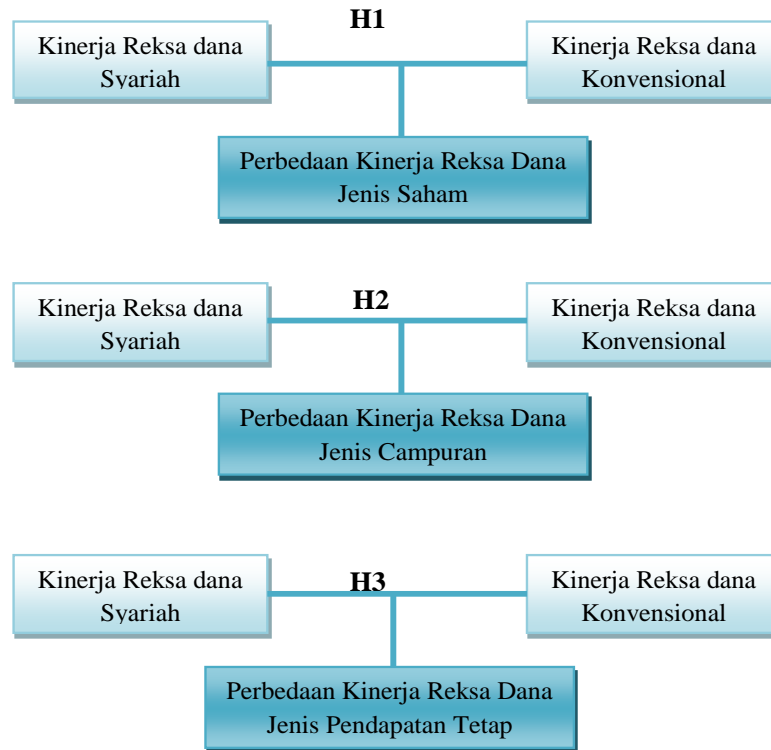 H1
Kinerja Reksa dana
Syariah
Kinerja Reksa dana
Konvensional
Perbedaan Kinerja Reksa Dana
Jenis Saham
H2
Kinerja Reksa dana
Syariah
Kinerja Reksa dana
Konvensional
Perbedaan Kinerja Reksa Dana
Jenis Campuran
H3
Kinerja Reksa dana
Syariah
Kinerja Reksa dana
Konvensional
Perbedaan Kinerja Reksa Dana
Jenis Pendapatan Tetap